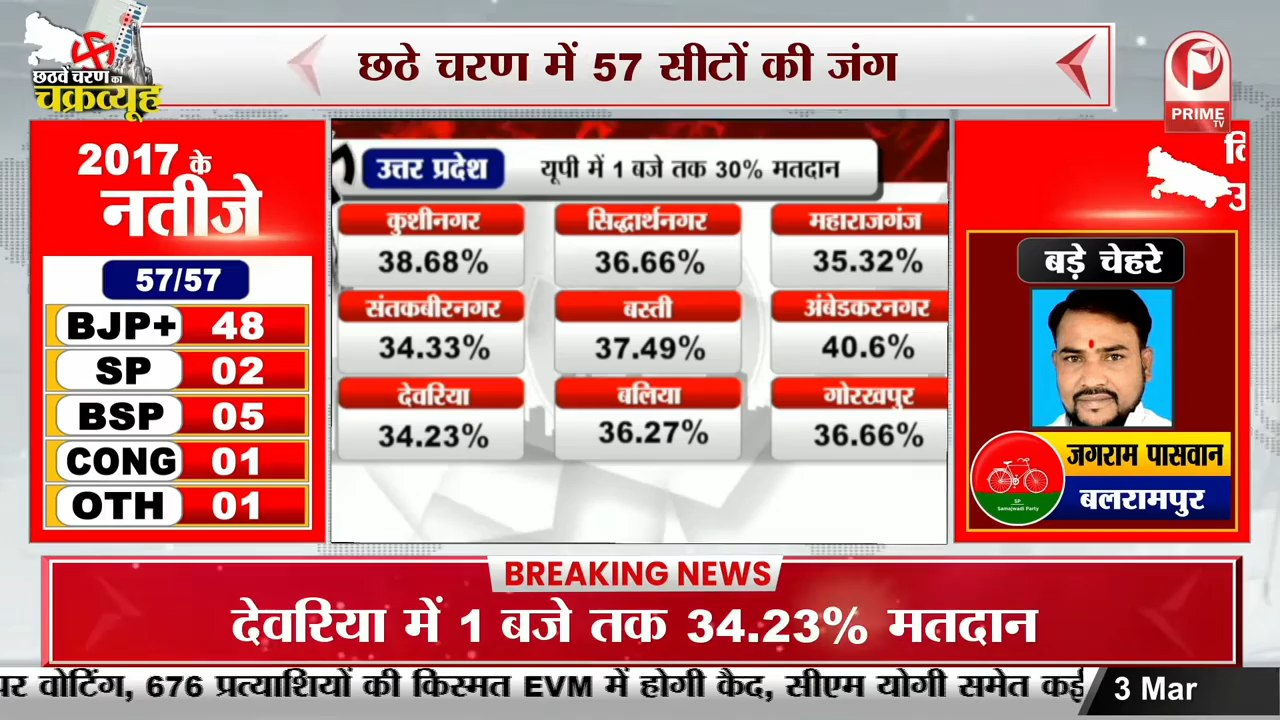 छठवें चरण का
चक्रव्यूह
छठे चरण में 57 सीटों की जंग
PRIME
TV
2017 के
नतीजे
57/57
BJP+ 48
SP 02
BSP 05
CONG 01
OTH 01
उत्तर प्रदेश
यूपी में 1 बजे तक 30% मतदान
कुशीनगर सिद्धार्थनगर महाराजगंज
38.68% 36.66% 35.32%
संतकबीरनगर बस्ती अंबेडकरनगर
34.33% 37.49% 40.6%
देवरिया बलिया गोरखपुर
34.23% 36.27% 36.66%
बड़े चेहरे
SP
Samajwadi Party
जगराम पासवान
बलरामपुर
BREAKING NEWS
देवरिया में 1 बजे तक 34.23% मतदान
पर वोटिंग, 676 प्रत्याशियों की किस्मत EVM में होगी कैद, सीएम योगी समेत कई
3 Mar